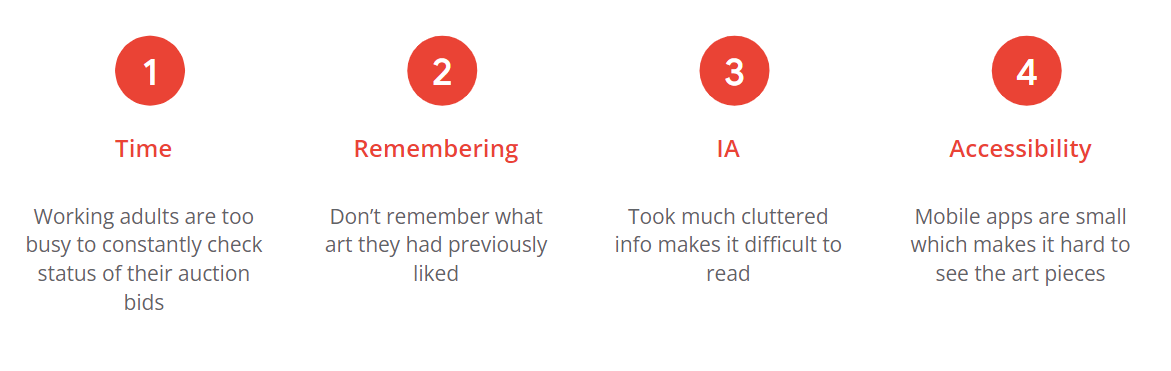 1
Time
Working adults are too
busy to constantly check
status of their auction
bids
2
Remembering
Don’t remember what
art they had previously
liked
3
IA
Took much cluttered
info makes it difficult to
read
4
Accessibility
Mobile apps are small
which makes it hard to
see the art pieces